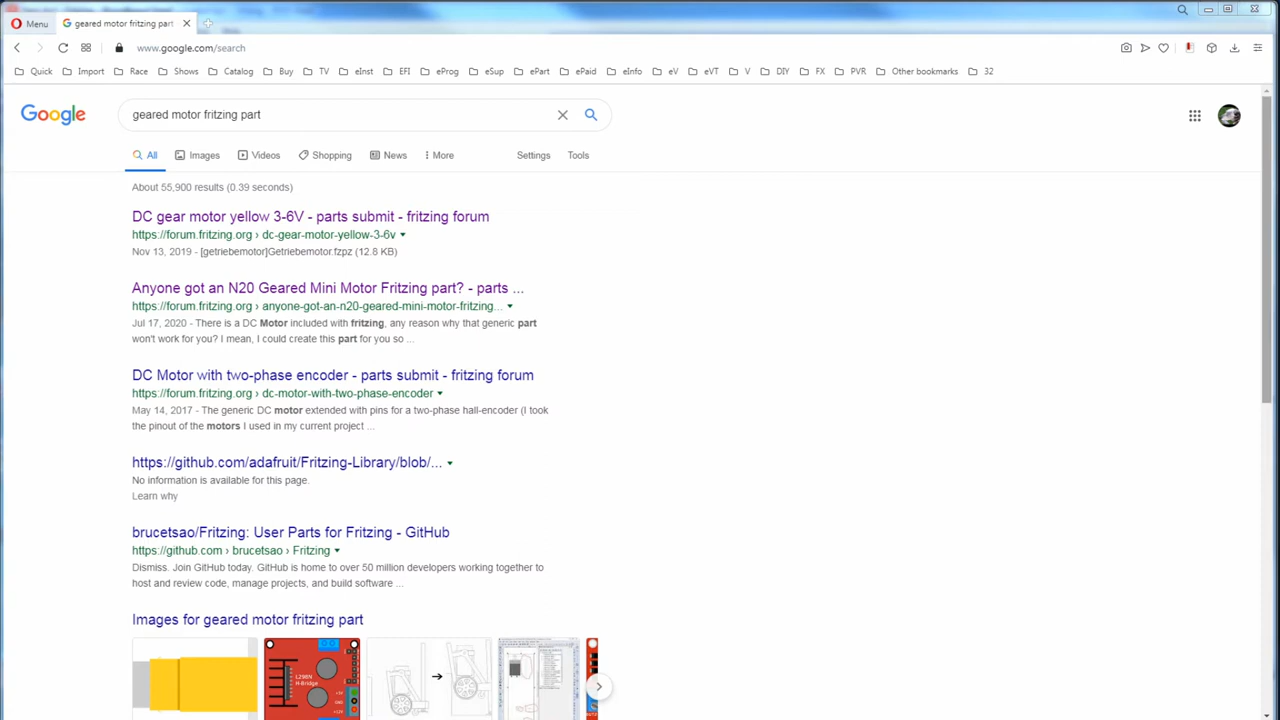 Menu
geared motor fritzing part
www.google.com/search
Quick Import Race Shows Catalog Buy TV eInst EFI eProg eSup ePart ePaid eInfo eV eVT V DIY FX PVR Other bookmarks 32
Google
geared motor fritzing part
All Images Videos Shopping News More Settings Tools
About 55,900 results (0.39 seconds)
DC gear motor yellow 3-6V - parts submit - fritzing forum
https://forum.fritzing.org › dc-gear-motor-yellow-3-6v
Nov 13, 2019 - [getriebemotor]Getriebemotor.fzpz (12.8 KB)
Anyone got an N20 Geared Mini Motor Fritzing part? - parts ...
https://forum.fritzing.org › anyone-got-an-n20-geared-mini-motor-fritzing...
Jul 17, 2020 - There is a DC Motor included with fritzing, any reason why that generic part
won't work for you? I mean, I could create this part for you so ...
DC Motor with two-phase encoder - parts submit - fritzing forum
https://forum.fritzing.org › dc-motor-with-two-phase-encoder
May 14, 2017 - The generic DC motor extended with pins for a two-phase hall-encoder (I took
the pinout of the motors I used in my current project ...
https://github.com/adafruit/Fritzing-Library/blob/...
No information is available for this page.
Learn why
brucetsao/Fritzing: User Parts for Fritzing - GitHub
https://github.com › brucetsao › Fritzing
Dismiss. Join GitHub today. GitHub is home to over 50 million developers working together to
host and review code, manage projects, and build software ...
Images for geared motor fritzing part
L298N
H-Bridge